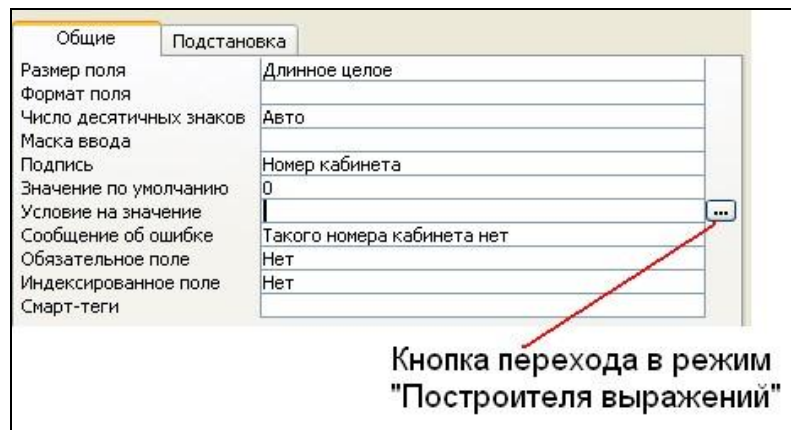 Общие Подстановка
Размер поля Длинное целое
Формат поля
Число десятичных знаков Авто
Маска ввода
Подпись Номер кабинета
Значение по умолчанию 0
Условие на значение ...
Сообщение об ошибке Такого номера кабинета нет
Обязательное поле Нет
Индексированное поле Нет
Смарт-теги
Кнопка перехода в режим
"Построителя выражений"